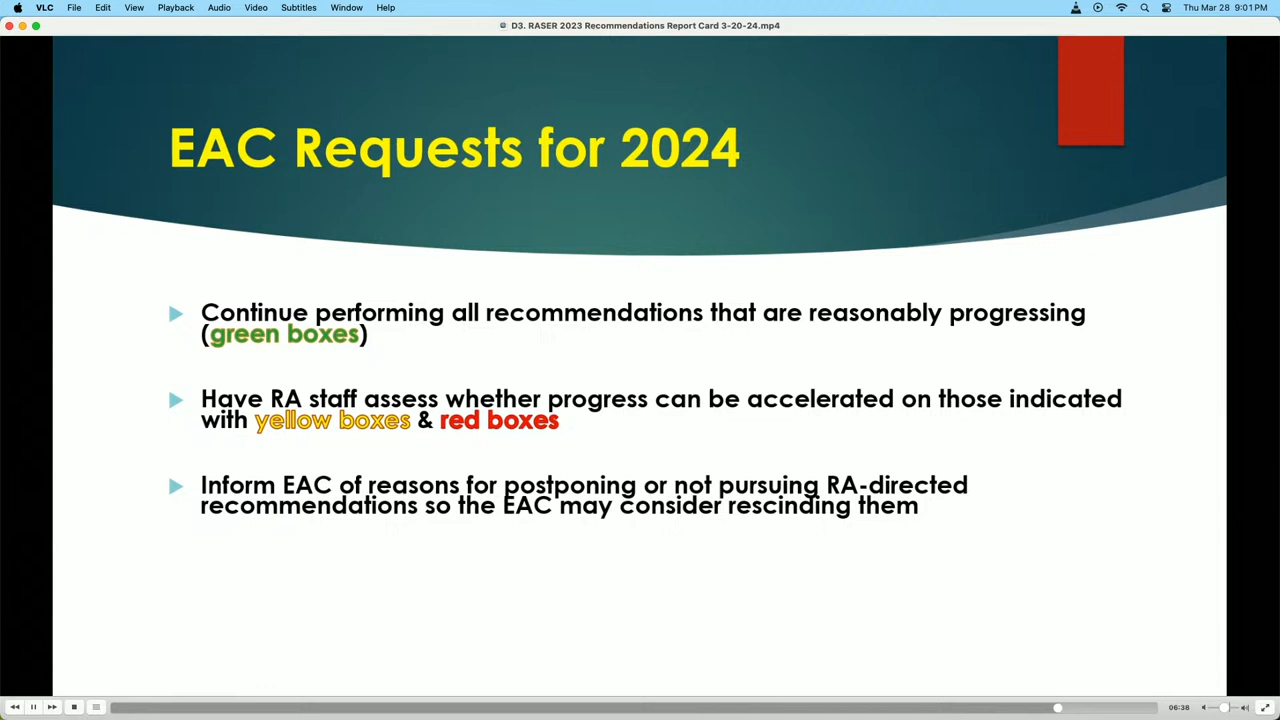 VLC File Edit View Playback Audio Video Subtitles Window Help Thu Mar 28 9:01 PM
D3. RASER 2023 Recommendations Report Card 3-20-24.mp4
EAC Requests for 2024
Continue performing all recommendations that are reasonably progressing
(green boxes)
Have RA staff assess whether progress can be accelerated on those indicated
with yellow boxes & red boxes
Inform EAC of reasons for postponing or not pursuing RA-directed
recommendations so the EAC may consider rescinding them
06:38